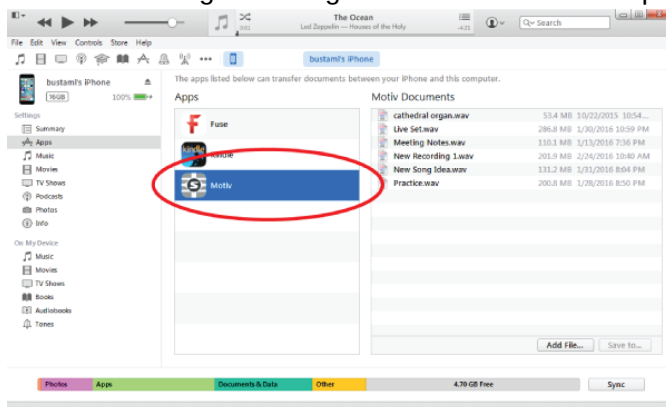 The Ocean
Led Zeppelin — Houses of the Holy
-4:21
Search
File Edit View Controls Store Help
bustami's iPhone
bustami's iPhone
16GB 100%
The apps listed below can transfer documents between your iPhone and this computer.
Settings
Summary
Apps
Music
Movies
TV Shows
Podcasts
Photos
Info
On My Device
Music
Movies
TV Shows
Books
Audiobooks
Tones
Apps
Fuse
kindle
Kindle
Motiv
Motiv Documents
cathedral organ.wav 53.4 MB 10/22/2015 10:54...
Live Set.wav 286.8 MB 1/30/2016 10:59 PM
Meeting Notes.wav 110.1 MB 1/13/2016 7:36 PM
New Recording 1.wav 201.9 MB 2/24/2016 10:40 AM
New Song Idea.wav 131.2 MB 1/31/2016 8:04 PM
Practice.wav 200.8 MB 1/28/2016 8:50 PM
Add File... Save to...
Photos Apps Documents & Data Other 4.70 GB Free Sync